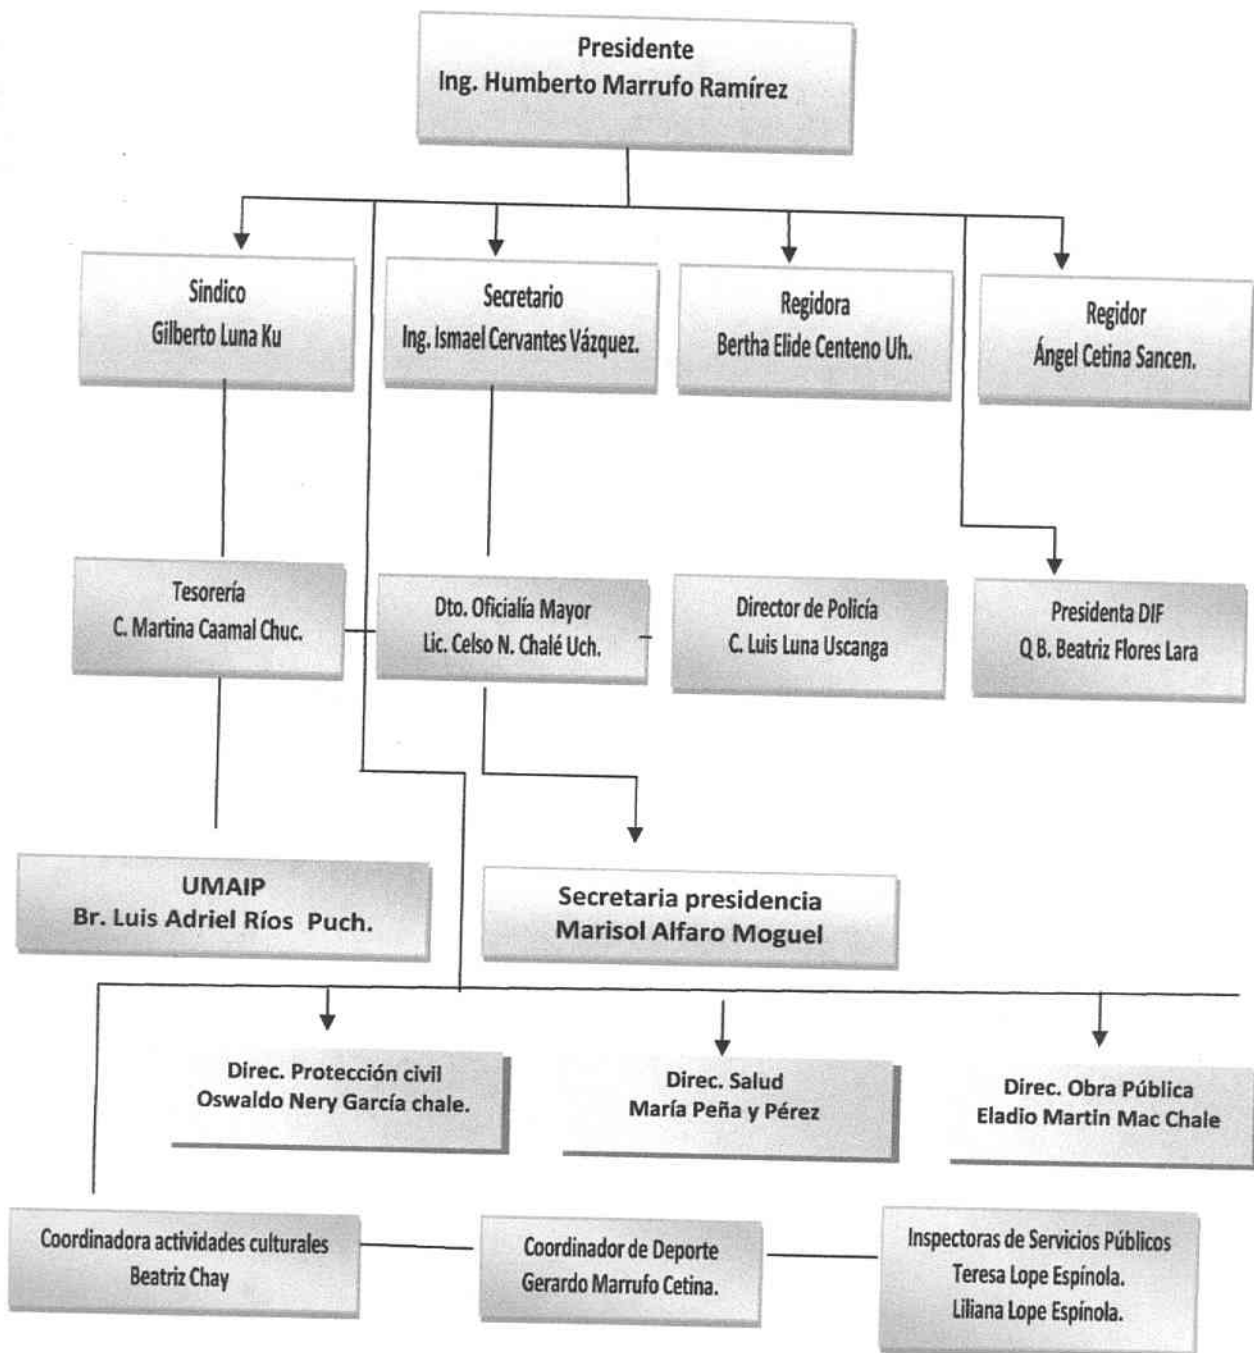 Presidente
Ing. Humberto Marrufo Ramírez
Sindico
Gilberto Luna Ku
Secretario
Ing. Ismael Cervantes Vázquez.
Regidora
Bertha Elide Centeno Uh.
Regidor
Ángel Cetina Sancen.
Tesorería
C. Martina Caamal Chuc.
Dto. Oficialía Mayor
Lic. Celso N. Chalé Uch.
Director de Policía
C. Luis Luna Uscanga
Presidenta DIF
Q B. Beatriz Flores Lara
UMAIP
Br. Luis Adriel Ríos Puch.
Secretaria presidencia
Marisol Alfaro Moguel
Direc. Protección civil
Oswaldo Nery García chale.
Direc. Salud
María Peña y Pérez
Direc. Obra Pública
Eladio Martin Mac Chale
Coordinadora actividades culturales
Beatriz Chay
Coordinador de Deporte
Gerardo Marrufo Cetina.
Inspectoras de Servicios Públicos
Teresa Lope Espínola.
Liliana Lope Espínola.